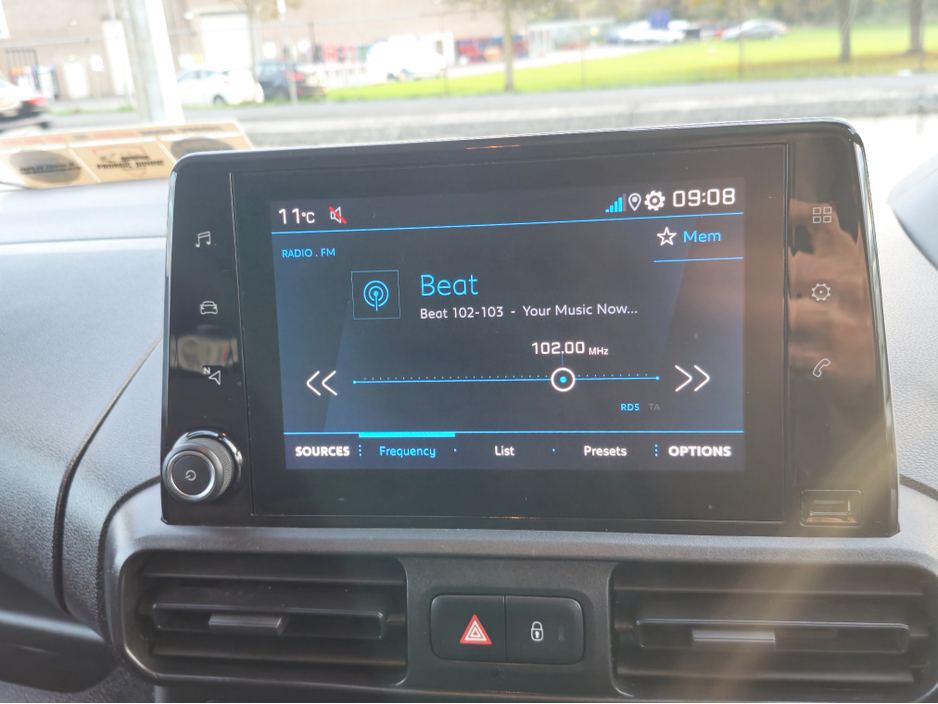 11°C
09:08
RADIO . FM
Mem
Beat
Beat 102-103 - Your Music Now...
102.00 MHz
RDS TA
SOURCES Frequency List Presets OPTIONS
N